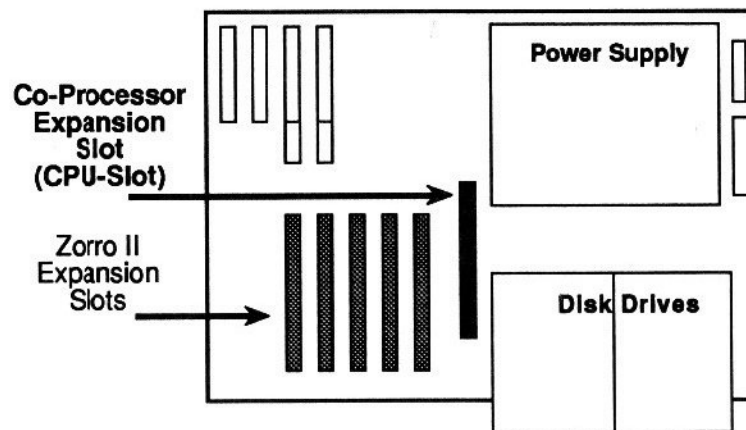 Power Supply
Co-Processor
Expansion
Slot
(CPU-Slot)
Zorro II
Expansion
Slots
Disk Drives